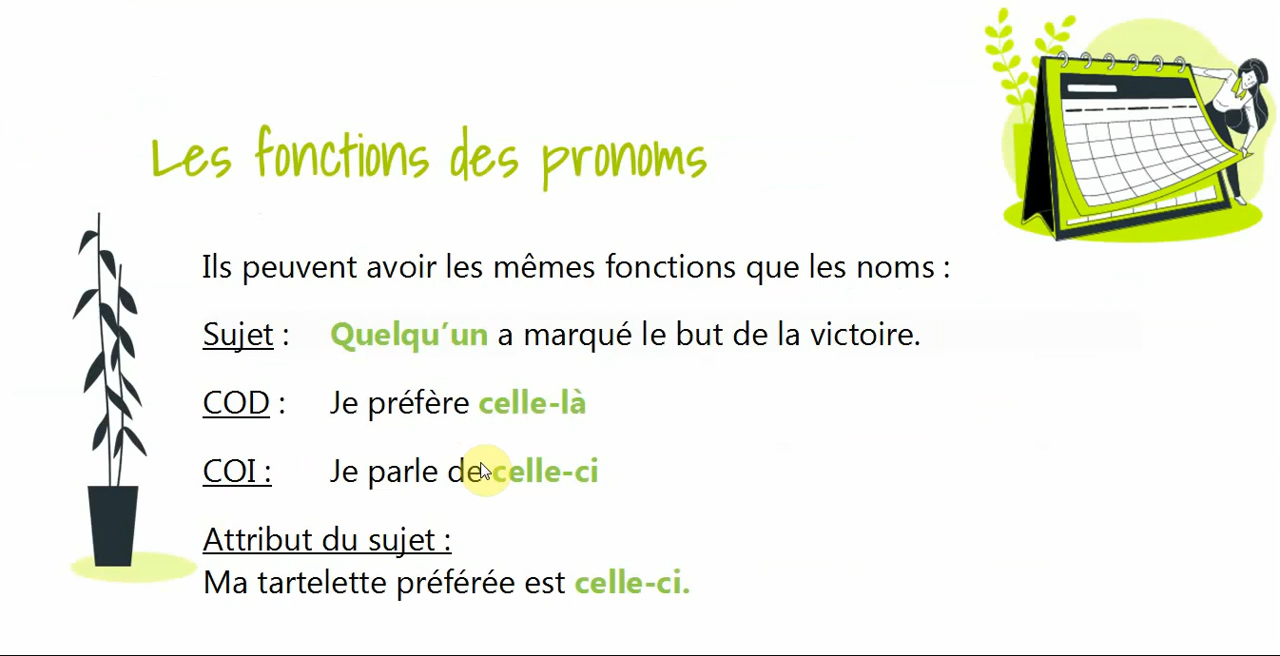 Les fonctions des pronoms
Ils peuvent avoir les mêmes fonctions que les noms :
Sujet : Quelqu’un a marqué le but de la victoire.
COD : Je préfère celle-là
COI : Je parle de celle-ci
Attribut du sujet :
Ma tartelette préférée est celle-ci.